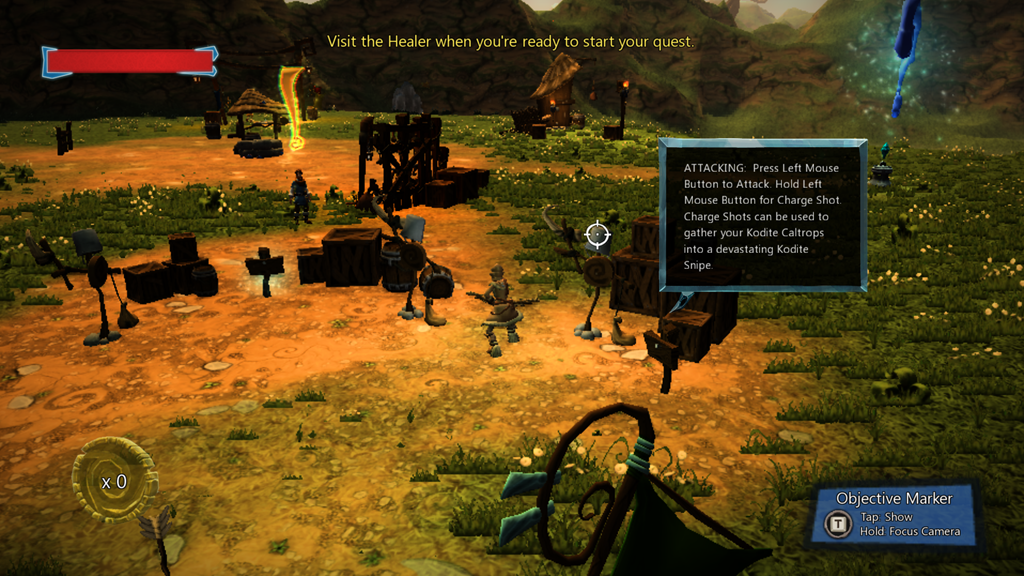 Visit the Healer when you're ready to start your quest.
ATTACKING:  Press Left Mouse
Button to Attack. Hold Left
Mouse Button for Charge Shot.
Charge Shots can be used to
gather your Kodite Caltrops
into a devastating Kodite
Snipe.
x 0
Objective Marker
T
Tap  Show
Hold  Focus Camera